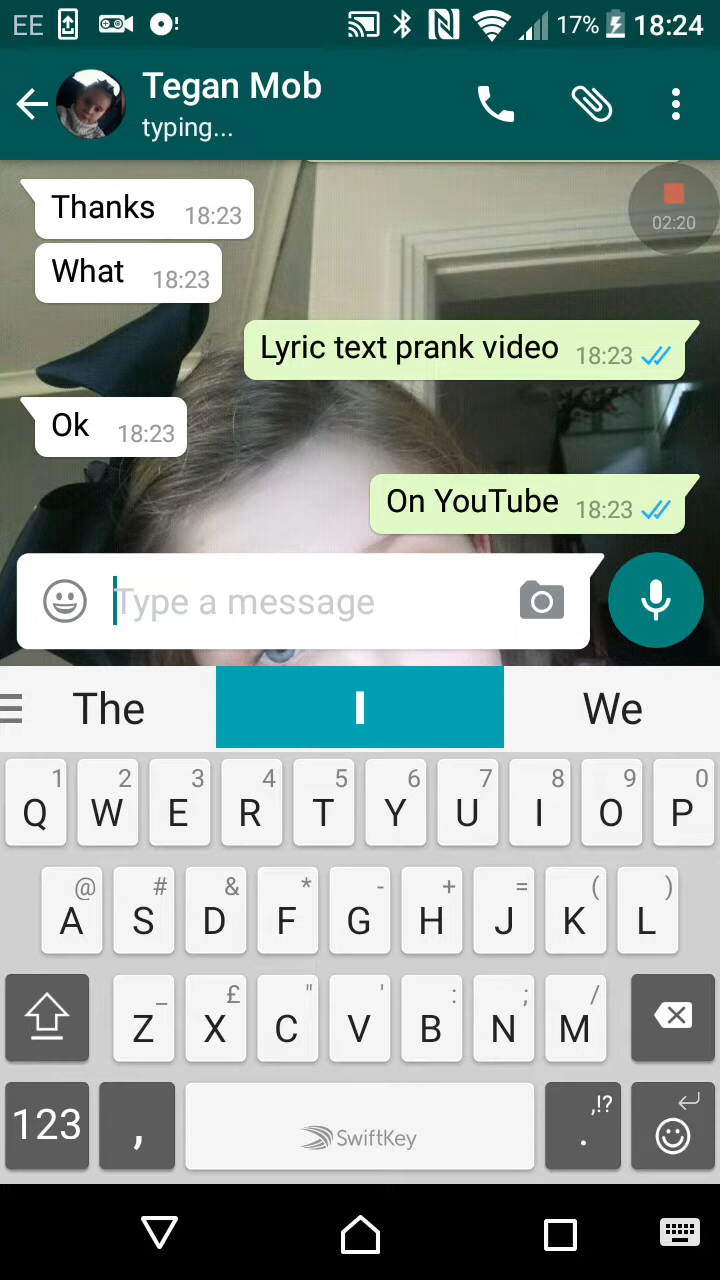 EE 17% 18:24
Tegan Mob
typing...
02:20
Thanks 18:23
What 18:23
Lyric text prank video 18:23
Ok 18:23
On YouTube 18:23
Type a message
The I We
1 2 3 4 5 6 7 8 9 0
Q W E R T Y U I O P
@ # & * - + = ( )
A S D F G H J K L
_ £ " ' : ; /
Z X C V B N M
,!?
123 , SwiftKey .